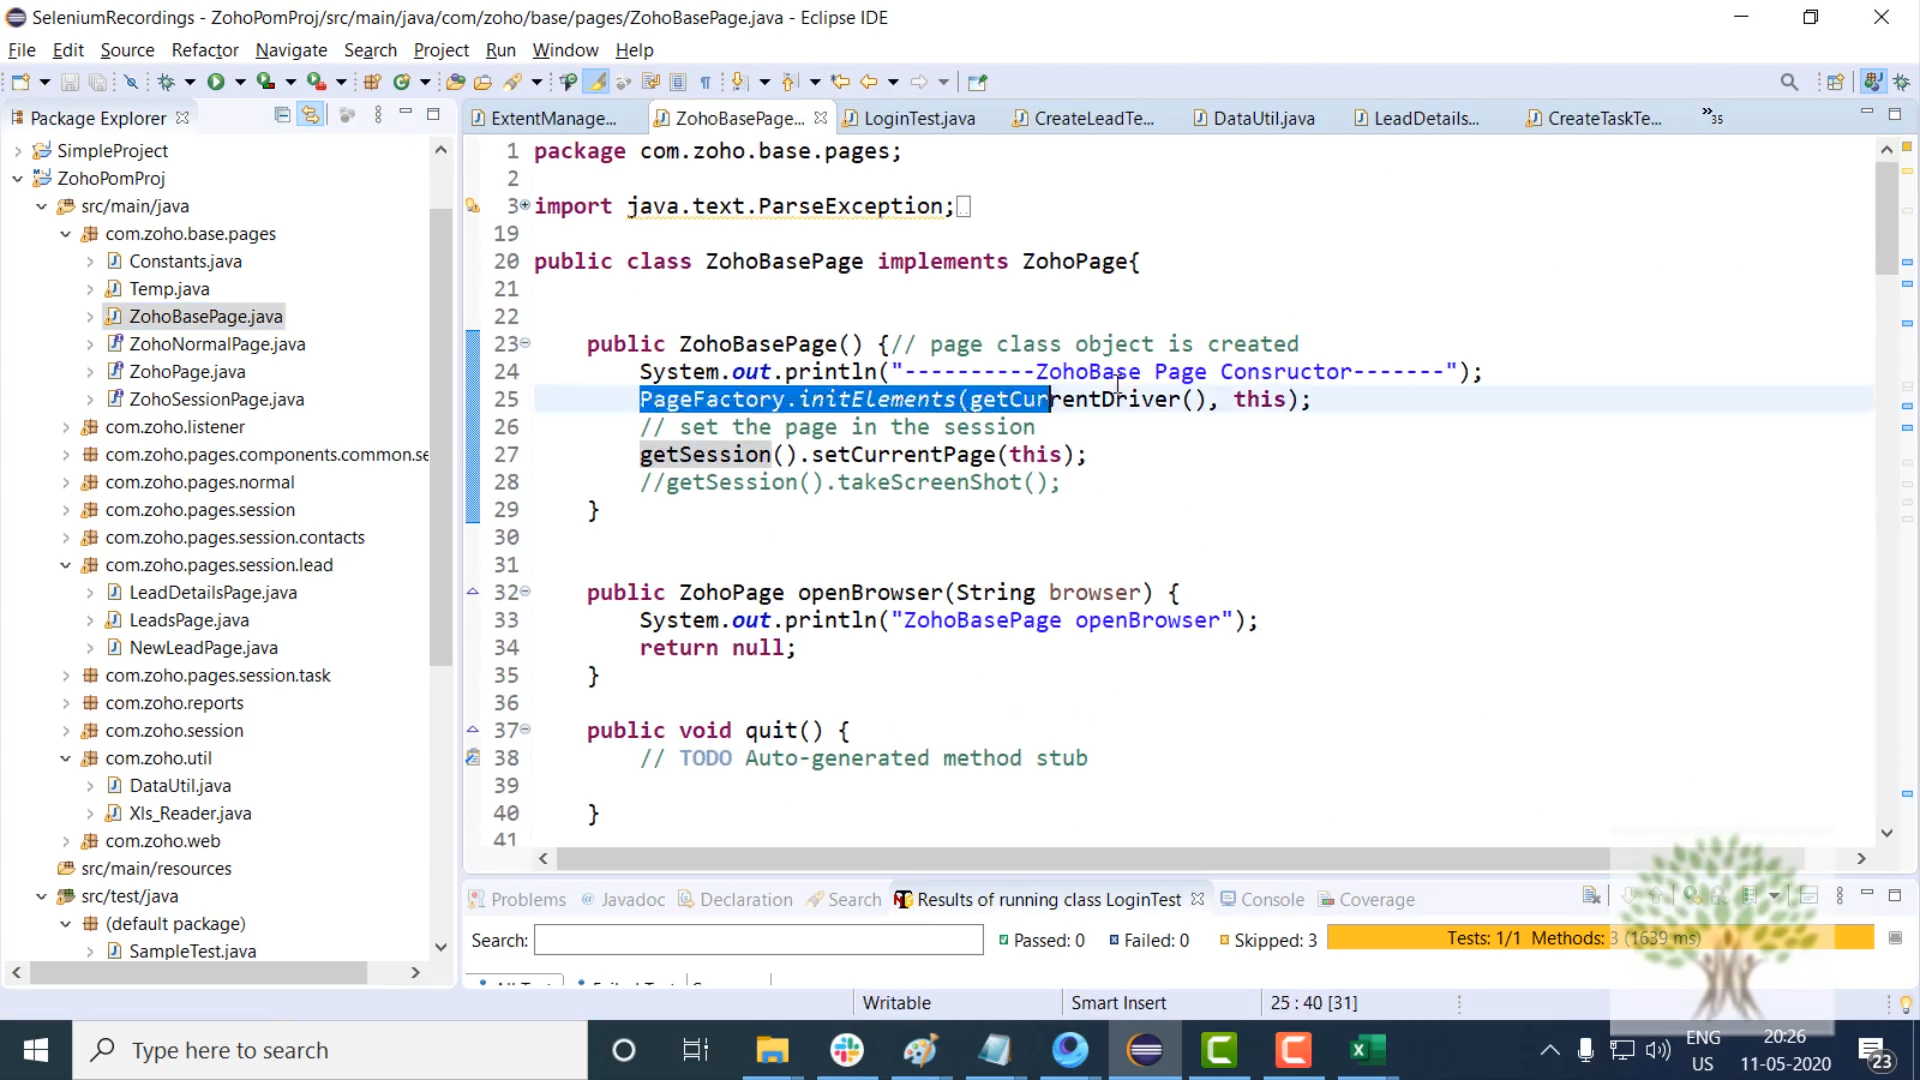 SeleniumRecordings - ZohoPomProj/src/main/java/com/zoho/base/pages/ZohoBasePage.java - Eclipse IDE
File Edit Source Refactor Navigate Search Project Run Window Help
Package Explorer
ExtentManage... ZohoBasePage... LoginTest.java CreateLeadTe... DataUtil.java LeadDetails... CreateTaskTe... »35
SimpleProject
ZohoPomProj
src/main/java
com.zoho.base.pages
Constants.java
Temp.java
ZohoBasePage.java
ZohoNormalPage.java
ZohoPage.java
ZohoSessionPage.java
com.zoho.listener
com.zoho.pages.components.common.se
com.zoho.pages.normal
com.zoho.pages.session
com.zoho.pages.session.contacts
com.zoho.pages.session.lead
LeadDetailsPage.java
LeadsPage.java
NewLeadPage.java
com.zoho.pages.session.task
com.zoho.reports
com.zoho.session
com.zoho.util
DataUtil.java
Xls_Reader.java
com.zoho.web
src/main/resources
src/test/java
(default package)
SampleTest.java
1 package com.zoho.base.pages;
2
3 import java.text.ParseException;
19
20 public class ZohoBasePage implements ZohoPage{
21
22
23 public ZohoBasePage() {// page class object is created
24 System.out.println("----------ZohoBase Page Consructor-------");
25 PageFactory.initElements(getCurrentDriver(), this);
26 // set the page in the session
27 getSession().setCurrentPage(this);
28 //getSession().takeScreenShot();
29 }
30
31
32 public ZohoPage openBrowser(String browser) {
33 System.out.println("ZohoBasePage openBrowser");
34 return null;
35 }
36
37 public void quit() {
38 // TODO Auto-generated method stub
39
40 }
41
Problems Javadoc Declaration Search Results of running class LoginTest Console Coverage
Search: Passed: 0 Failed: 0 Skipped: 3 Tests: 1/1 Methods: 3 (1639 ms)
Writable Smart Insert 25 : 40 [31]
Type here to search
ENG
US
20:26
11-05-2020
23